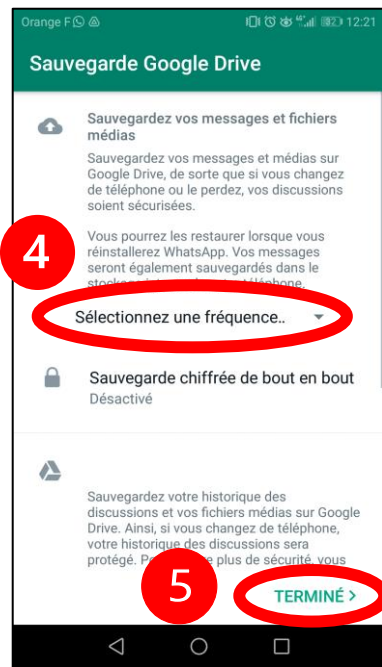 Orange F 12:21
Sauvegarde Google Drive
Sauvegardez vos messages et fichiers
médias
Sauvegardez vos messages et médias sur
Google Drive, de sorte que si vous changez
de téléphone ou le perdez, vos discussions
soient sécurisées.
4
Vous pourrez les restaurer lorsque vous
réinstallerez WhatsApp. Vos messages
seront également sauvegardés dans le
téléphone.
Sélectionnez une fréquence..
Sauvegarde chiffrée de bout en bout
Désactivé
Sauvegardez votre historique des
discussions et vos fichiers médias sur Google
Drive. Ainsi, si vous changez de téléphone,
votre historique des discussions sera
protégé. plus de sécurité, vous
5
TERMINÉ >